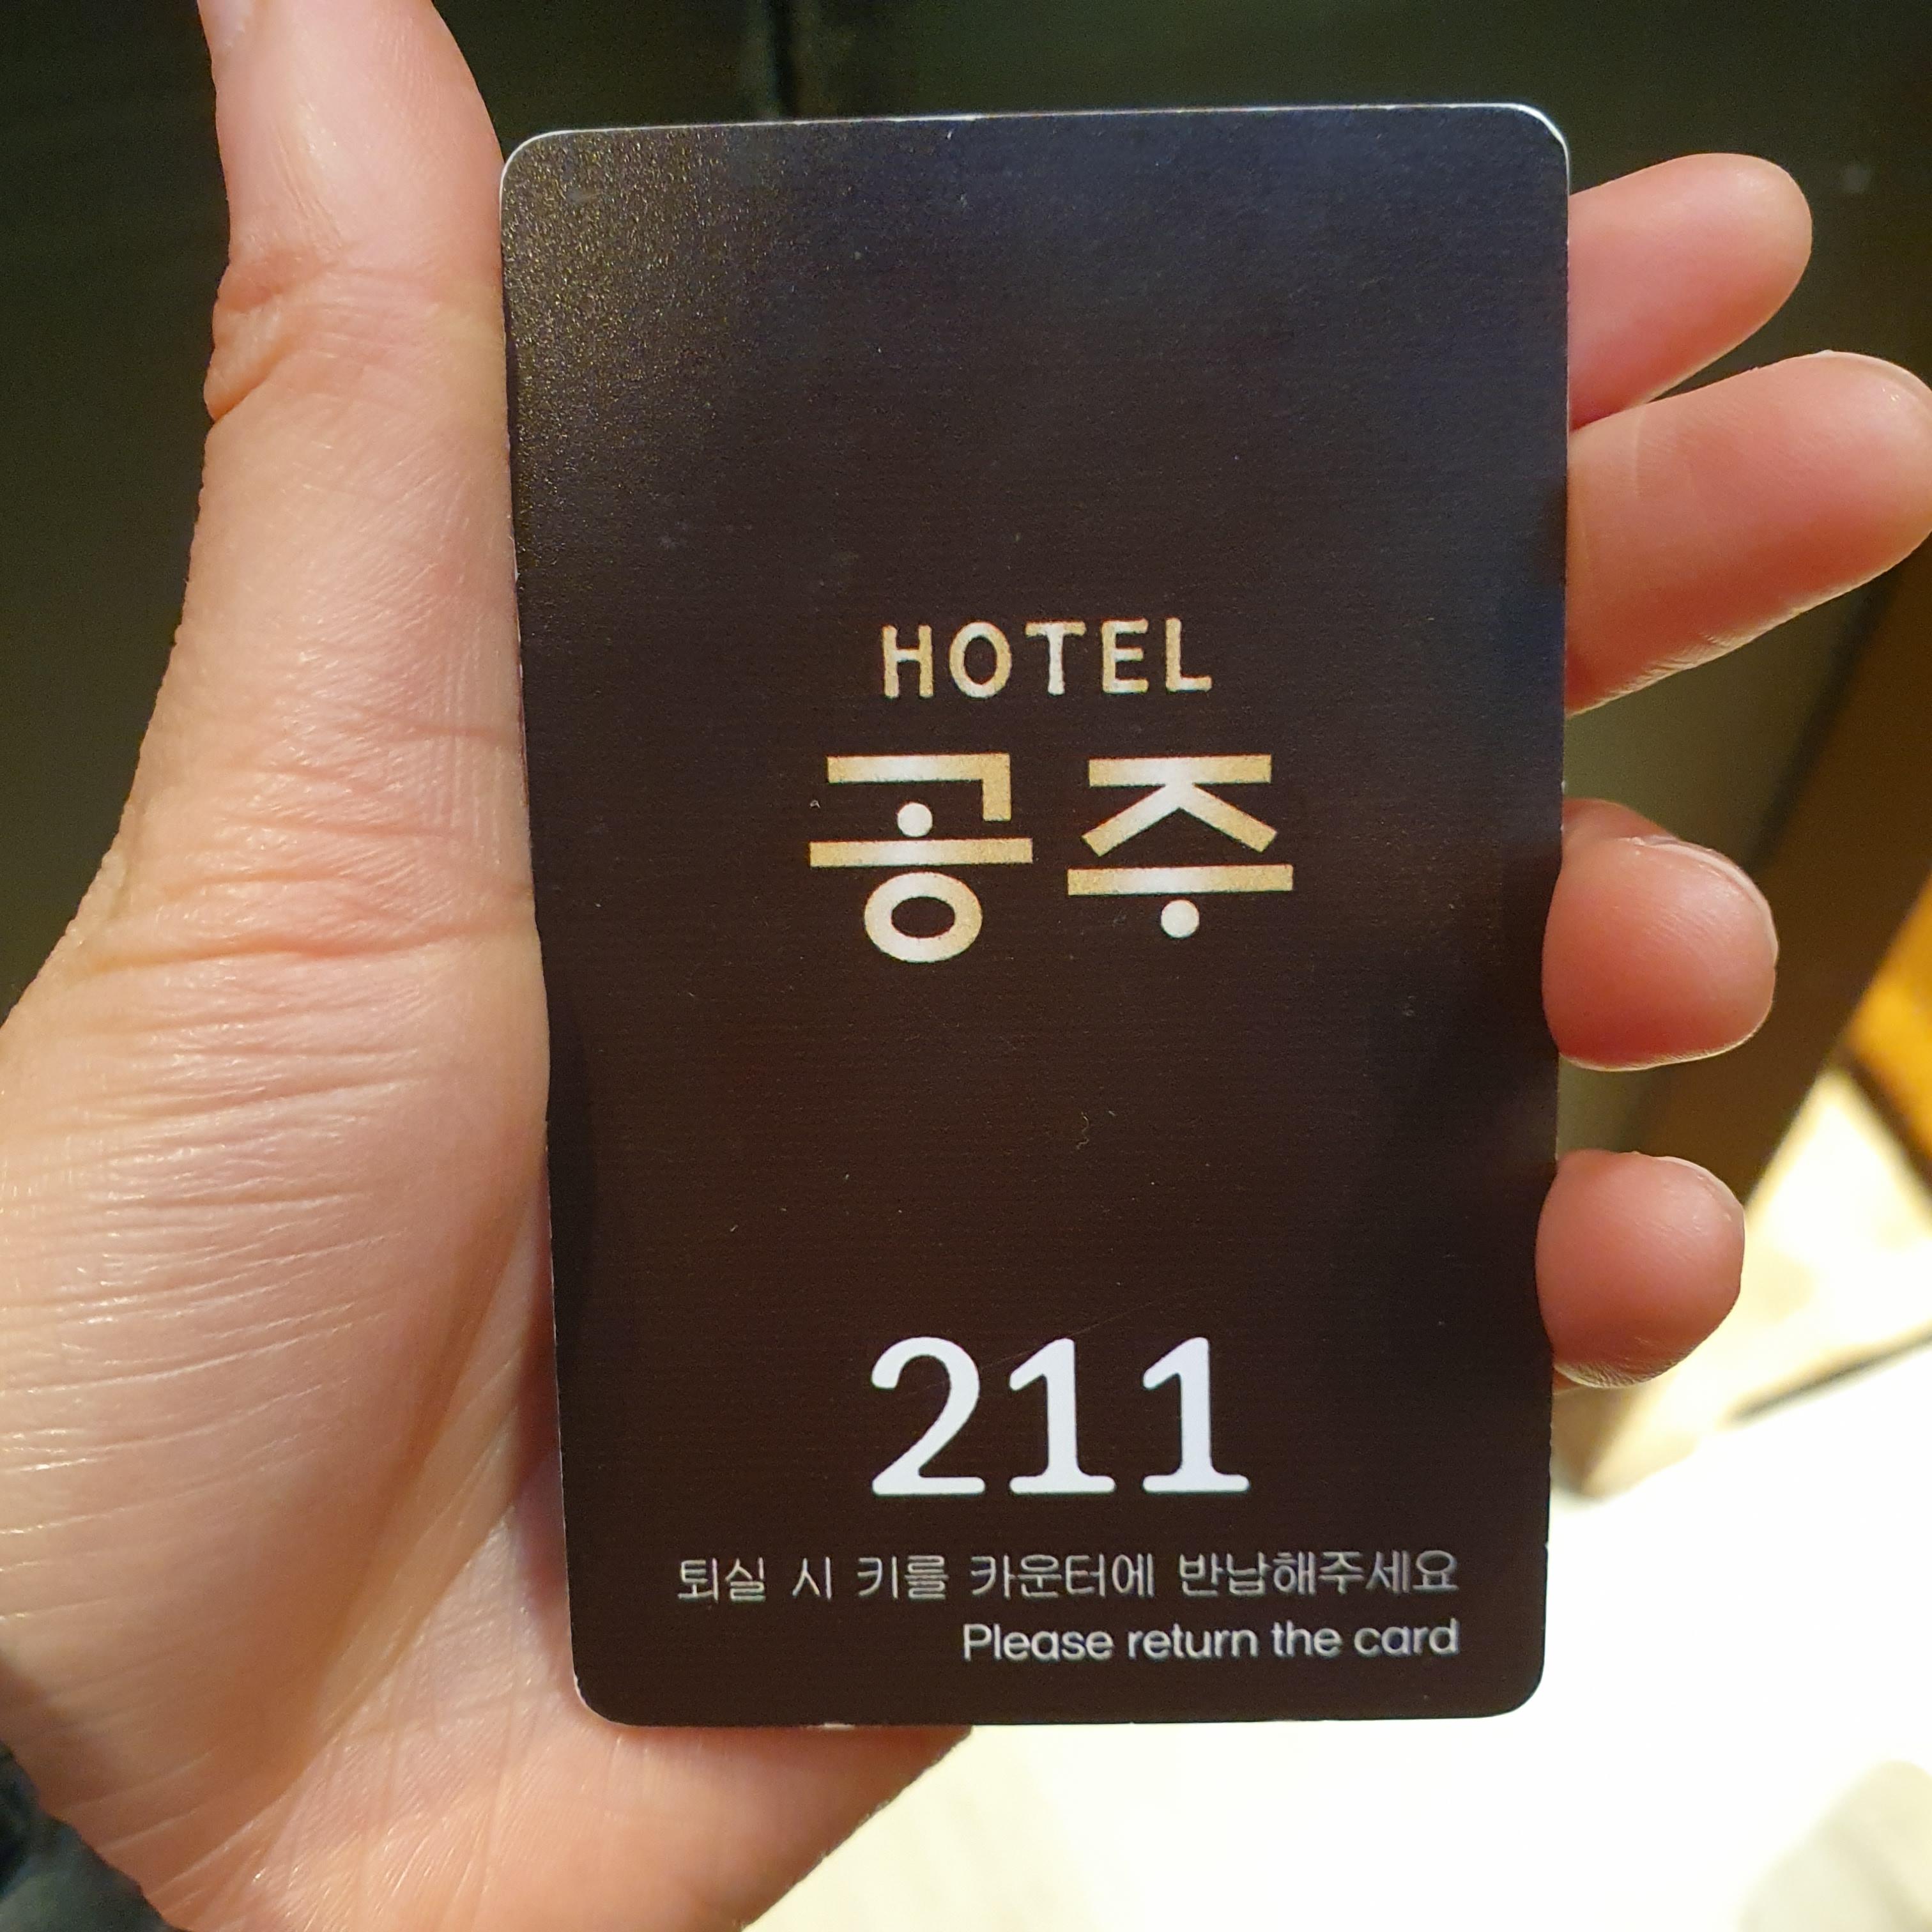 HOTEL
공주
211
퇴실 시 키를 카운터에 반납해주세요
Please return the card